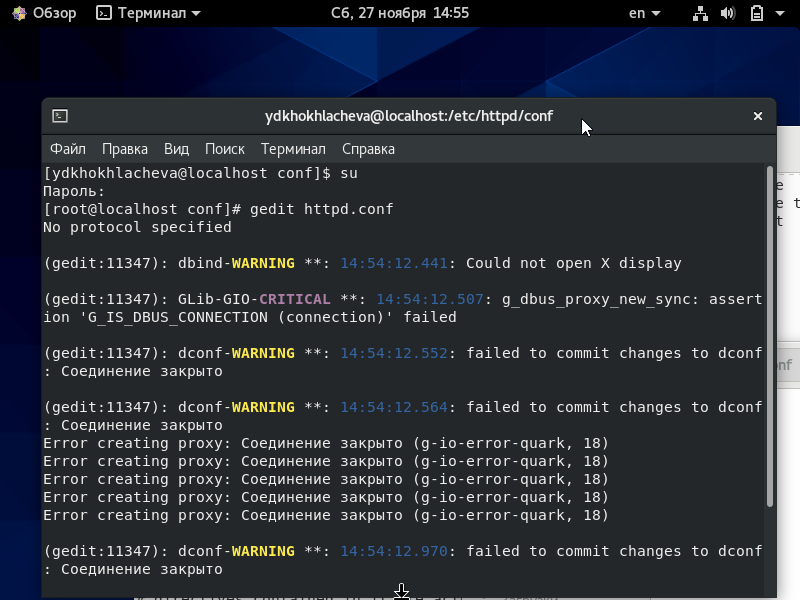 Обзор Терминал Сб, 27 ноября 14:55 en
ydkhokhlacheva@localhost:/etc/httpd/conf
Файл Правка Вид Поиск Терминал Справка
[ydkhokhlacheva@localhost conf]$ su
Пароль:
[root@localhost conf]# gedit httpd.conf
No protocol specified
(gedit:11347): dbind-WARNING **: 14:54:12.441: Could not open X display
(gedit:11347): GLib-GIO-CRITICAL **: 14:54:12.507: g_dbus_proxy_new_sync: assert
ion 'G_IS_DBUS_CONNECTION (connection)' failed
(gedit:11347): dconf-WARNING **: 14:54:12.552: failed to commit changes to dconf
: Соединение закрыто
(gedit:11347): dconf-WARNING **: 14:54:12.564: failed to commit changes to dconf
: Соединение закрыто
Error creating proxy: Соединение закрыто (g-io-error-quark, 18)
Error creating proxy: Соединение закрыто (g-io-error-quark, 18)
Error creating proxy: Соединение закрыто (g-io-error-quark, 18)
Error creating proxy: Соединение закрыто (g-io-error-quark, 18)
Error creating proxy: Соединение закрыто (g-io-error-quark, 18)
(gedit:11347): dconf-WARNING **: 14:54:12.970: failed to commit changes to dconf
: Соединение закрыто